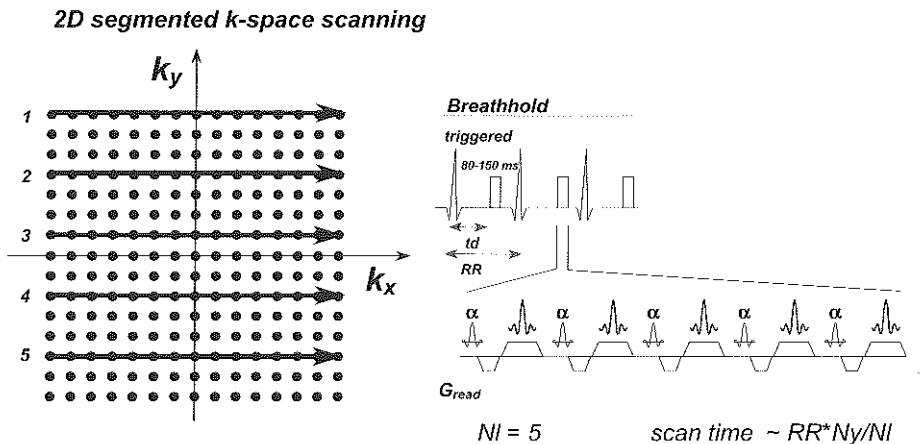 2D segmented k-space scanning
ky
1
2
3
4
5
kx
Breathhold
triggered
80-150 ms
td
RR
α α α α α
Gread
Nl = 5
scan time ~ RR*Ny/Nl